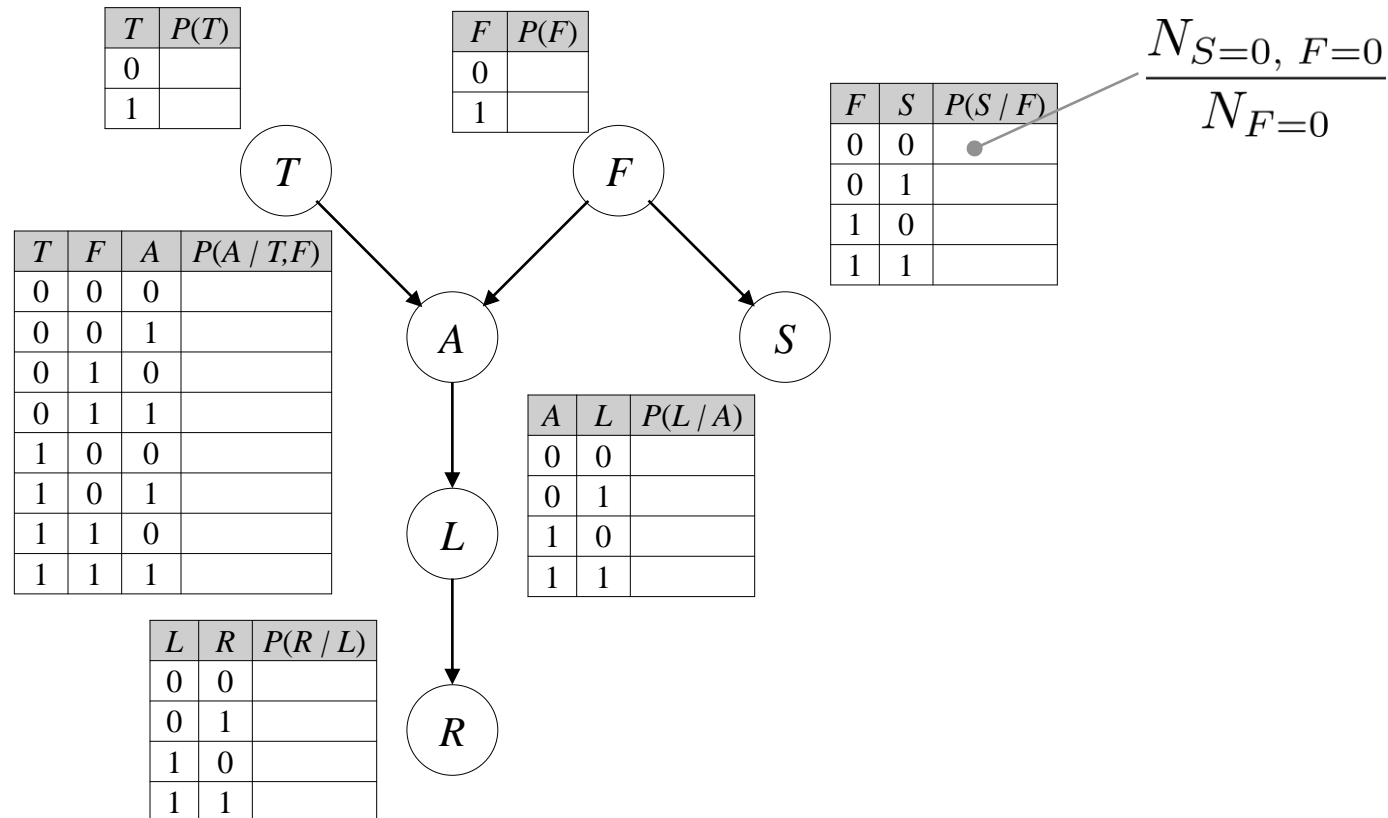 T P(T)
0
1
F P(F)
0
1
N_{S=0, F=0}
N_{F=0}
F S P(S / F)
0 0
0 1
1 0
1 1
T
F
T F A P(A / T,F)
0 0 0
0 0 1
0 1 0
0 1 1
1 0 0
1 0 1
1 1 0
1 1 1
A
S
A L P(L / A)
0 0
0 1
1 0
1 1
L
L R P(R / L)
0 0
0 1
1 0
1 1
R